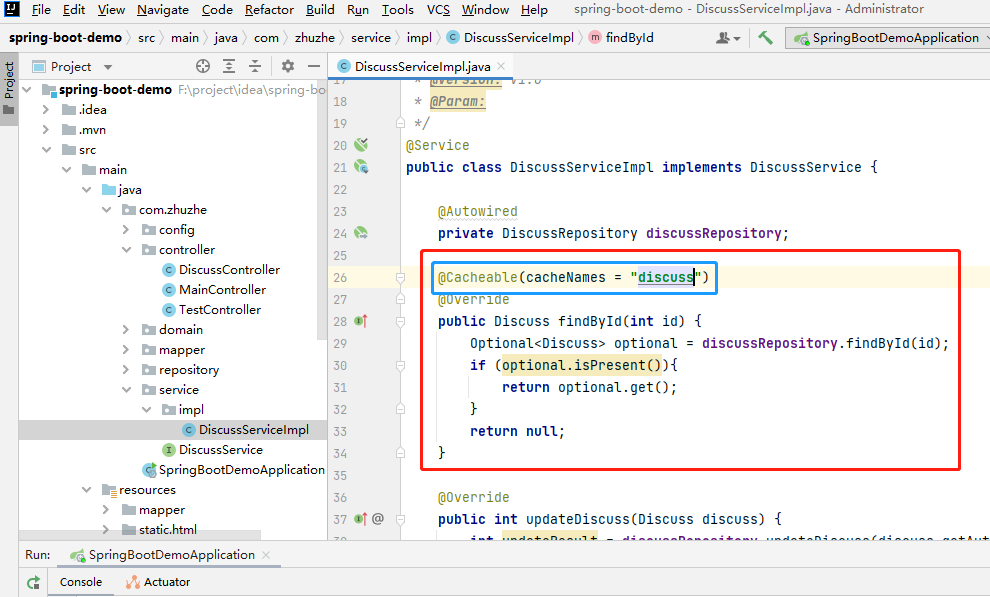 File Edit View Navigate Code Refactor Build Run Tools VCS Window Help spring-boot-demo - DiscussServiceImpl.java - Administrator
spring-boot-demo src main java com zhuzhe service impl DiscussServiceImpl findById SpringBootDemoApplication
Project
Project
DiscussServiceImpl.java
spring-boot-demo F:\project\idea\spring-bo
.idea
.mvn
src
main
java
com.zhuzhe
config
controller
DiscussController
MainController
TestController
domain
mapper
repository
service
impl
DiscussServiceImpl
DiscussService
SpringBootDemoApplication
resources
mapper
static.html
17 * @Version: v1.0
18 * @Param:
19 */
20 @Service
21 public class DiscussServiceImpl implements DiscussService {
22
23 @Autowired
24 private DiscussRepository discussRepository;
25
26 @Cacheable(cacheNames = "discuss")
27 @Override
28 public Discuss findById(int id) {
29 Optional<Discuss> optional = discussRepository.findById(id);
30 if (optional.isPresent()){
31 return optional.get();
32 }
33 return null;
34 }
35
36 @Override
37 public int updateDiscuss(Discuss discuss) {
int updateResult = discussRepository.updateDiscuss(discuss.getAut
Run: SpringBootDemoApplication
Console Actuator